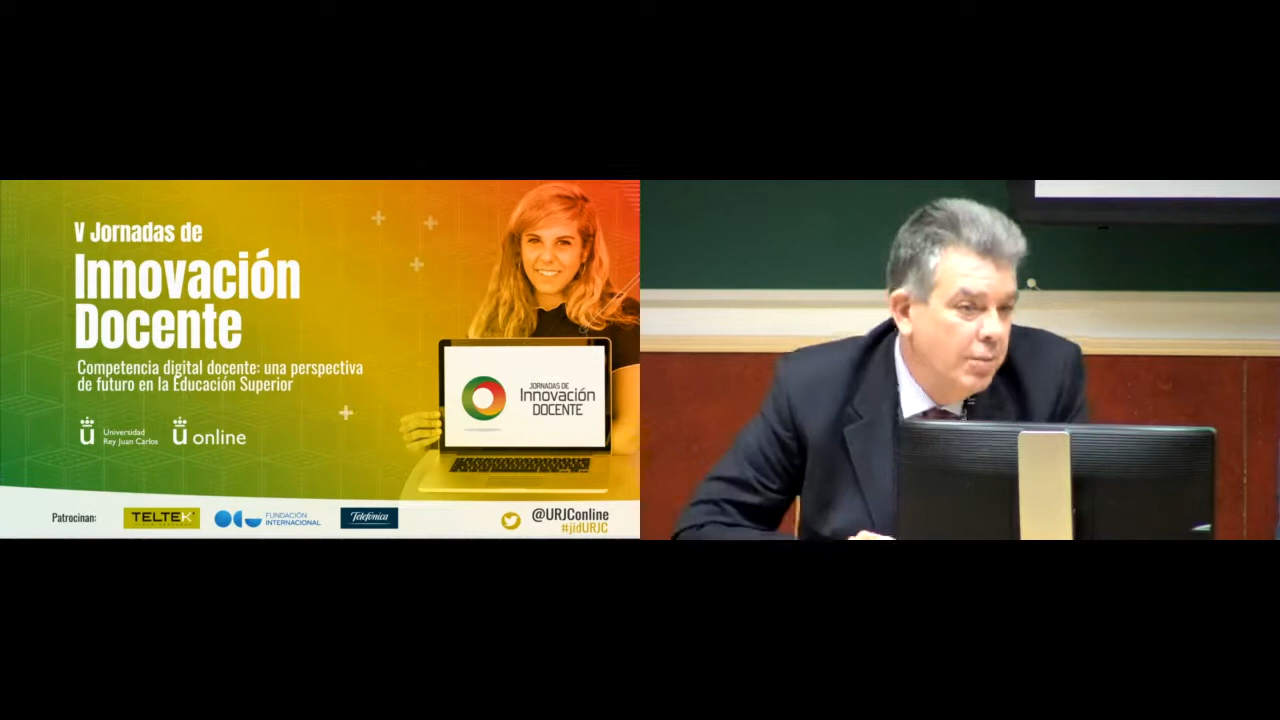 V Jornadas de
Innovación
Docente
Competencia digital docente: una perspectiva
de futuro en la Educación Superior
Universidad
Rey Juan Carlos
online
JORNADAS DE
Innovación
DOCENTE
Patrocinan:
TELTEK
FUNDACIÓN
INTERNACIONAL
Telefónica
@URJConline
#jidURJC